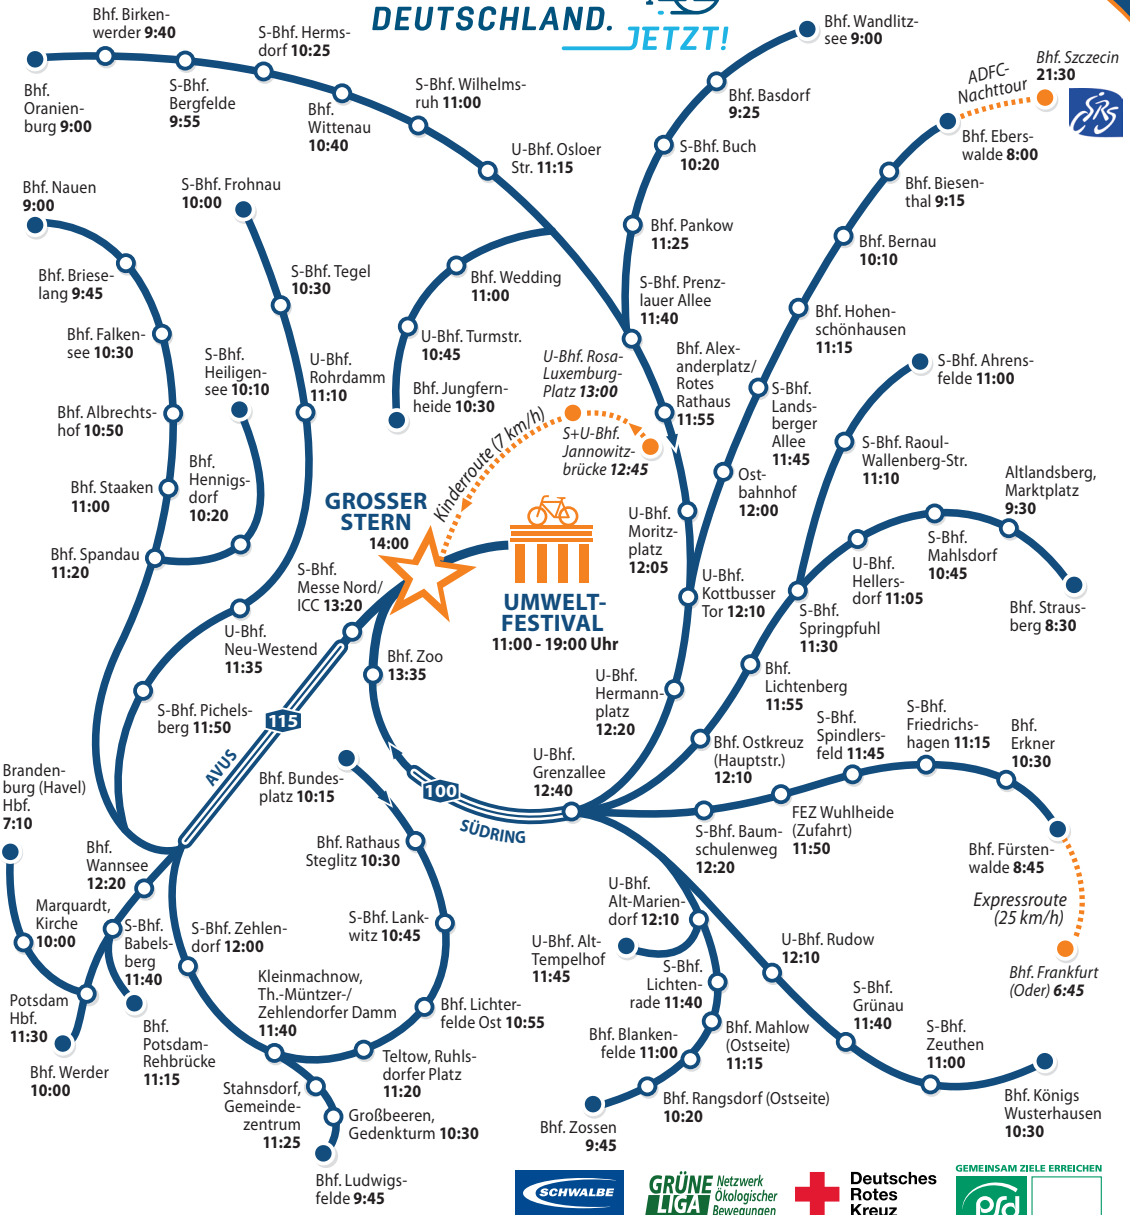 DEUTSCHLAND.
JETZT!
Bhf. Birken-
werder 9:40
S-Bhf. Herms-
dorf 10:25
Bhf. Wandlitz-
see 9:00
Bhf.
Oranien-
burg 9:00
S-Bhf.
Bergfelde
9:55
Bhf.
Wittenau
10:40
S-Bhf. Wilhelms-
ruh 11:00
U-Bhf. Osloer
Str. 11:15
Bhf. Basdorf
9:25
S-Bhf. Buch
10:20
Bhf. Pankow
11:25
ADFC-
Nachttour
Bhf. Szczecin
21:30
SRS
Bhf. Ebers-
walde 8:00
Bhf. Biesen-
thal 9:15
Bhf. Bernau
10:10
Bhf. Hohen-
schönhausen
11:15
Bhf. Nauen
9:00
S-Bhf. Frohnau
10:00
Bhf. Briese-
lang 9:45
S-Bhf. Tegel
10:30
Bhf. Wedding
11:00
S-Bhf. Prenz-
lauer Allee
11:40
Bhf. Falken-
see 10:30
S-Bhf.
Heiligen-
see 10:10
U-Bhf.
Rohrdamm
11:10
U-Bhf. Turmstr.
10:45
Bhf. Jungfern-
heide 10:30
U-Bhf. Rosa-
Luxemburg-
Platz 13:00
Bhf. Alex-
anderplatz/
Rotes
Rathaus
11:55
S-Bhf.
Lands-
berger
Allee
11:45
S-Bhf. Ahrens-
felde 11:00
Bhf. Albrechts-
hof 10:50
Kinderroute (7 km/h)
S+U-Bhf.
Jannowitz-
brücke 12:45
S-Bhf. Raoul-
Wallenberg-Str.
11:10
Bhf.
Hennigs-
dorf
10:20
Bhf. Staaken
11:00
Ost-
bahnhof
12:00
Altlandsberg,
Marktplatz
9:30
GROSSER
STERN
14:00
U-Bhf.
Moritz-
platz
12:05
S-Bhf.
Mahlsdorf
10:45
Bhf. Spandau
11:20
S-Bhf.
Messe Nord/
ICC 13:20
UMWELT-
FESTIVAL
11:00 - 19:00 Uhr
U-Bhf.
Kottbusser
Tor 12:10
U-Bhf.
Hellers-
dorf 11:05
S-Bhf.
Springpfuhl
11:30
Bhf. Straus-
berg 8:30
U-Bhf.
Neu-Westend
11:35
Bhf. Zoo
13:35
U-Bhf.
Hermann-
platz
12:20
Bhf.
Lichtenberg
11:55
S-Bhf. Pichels-
berg 11:50
115
AVUS
Bhf. Ostkreuz
(Hauptstr.)
12:10
S-Bhf.
Spindlers-
feld 11:45
S-Bhf.
Friedrichs-
hagen 11:15
Bhf.
Erkner
10:30
U-Bhf.
Grenzallee
12:40
100
SÜDRING
Branden-
burg (Havel)
Hbf.
7:10
Bhf. Bundes-
platz 10:15
S-Bhf. Baum-
schulenweg
12:20
FEZ Wuhlheide
(Zufahrt)
11:50
Bhf. Fürsten-
walde 8:45
Bhf.
Wannsee
12:20
Bhf. Rathaus
Steglitz 10:30
Expressroute
(25 km/h)
Marquardt,
Kirche
10:00
S-Bhf.
Babels-
berg
11:40
S-Bhf. Zehlen-
dorf 12:00
S-Bhf. Lank-
witz 10:45
U-Bhf.
Alt-Marien-
dorf 12:10
U-Bhf. Alt-
Tempelhof
11:45
U-Bhf. Rudow
12:10
Bhf. Frankfurt
(Oder) 6:45
Potsdam
Hbf.
11:30
Kleinmachnow,
Th.-Müntzer-/
Zehlendorfer Damm
11:40
Bhf. Lichter-
felde Ost 10:55
S-Bhf.
Lichten-
rade 11:40
S-Bhf.
Grünau
11:40
Bhf. Werder
10:00
Bhf.
Potsdam-
Rehbrücke
11:15
Teltow, Ruhls-
dorfer Platz
11:20
Bhf. Blanken-
felde 11:00
Bhf. Mahlow
(Ostseite)
11:15
S-Bhf.
Zeuthen
11:00
Stahnsdorf,
Gemeinde-
zentrum
11:25
Großbeeren,
Gedenkturm 10:30
Bhf. Rangsdorf (Ostseite)
10:20
Bhf. Königs
Wusterhausen
10:30
Bhf. Zossen
9:45
Bhf. Ludwigs-
felde 9:45
SCHWALBE
GRÜNE
LIGA
Netzwerk
Ökologischer
Bewegungen
Deutsches
Rotes
Kreuz
GEMEINSAM ZIELE ERREICHEN
prd